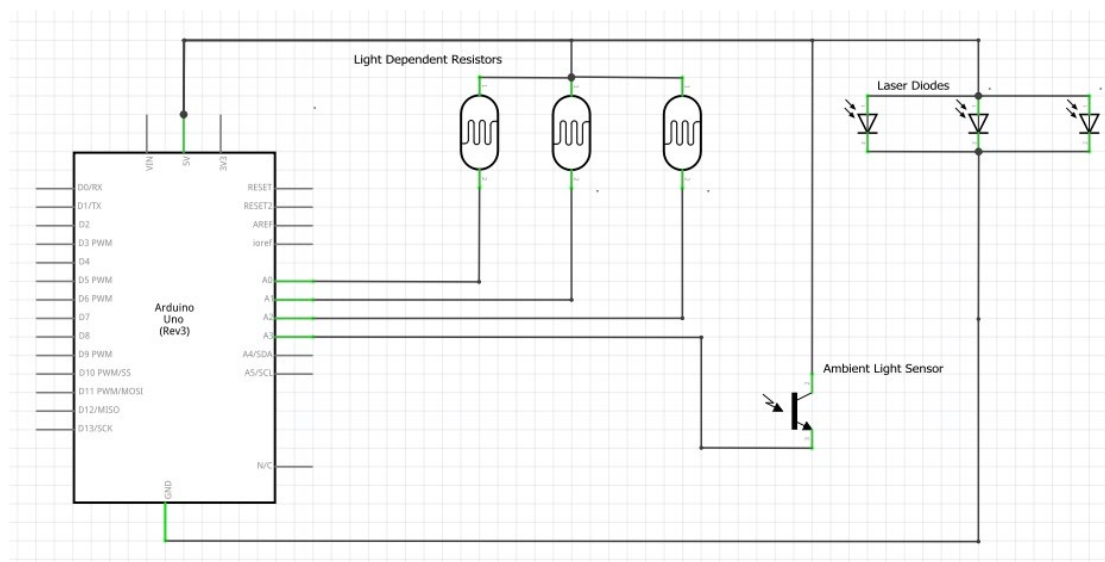 Light Dependent Resistors
Laser Diodes
VIN
5V
3V3
D0/RX
RESET
D1/TX
RESET2
D2
AREF
D3 PWM
ioref
D4
D5 PWM
A0
D6 PWM
A1
D7
A2
D8
A3
D9 PWM
A4/SDA
D10 PWM/SS
A5/SCL
D11 PWM/MOSI
D12/MISO
D13/SCK
Arduino
Uno
(Rev3)
Ambient Light Sensor
N/C
GND